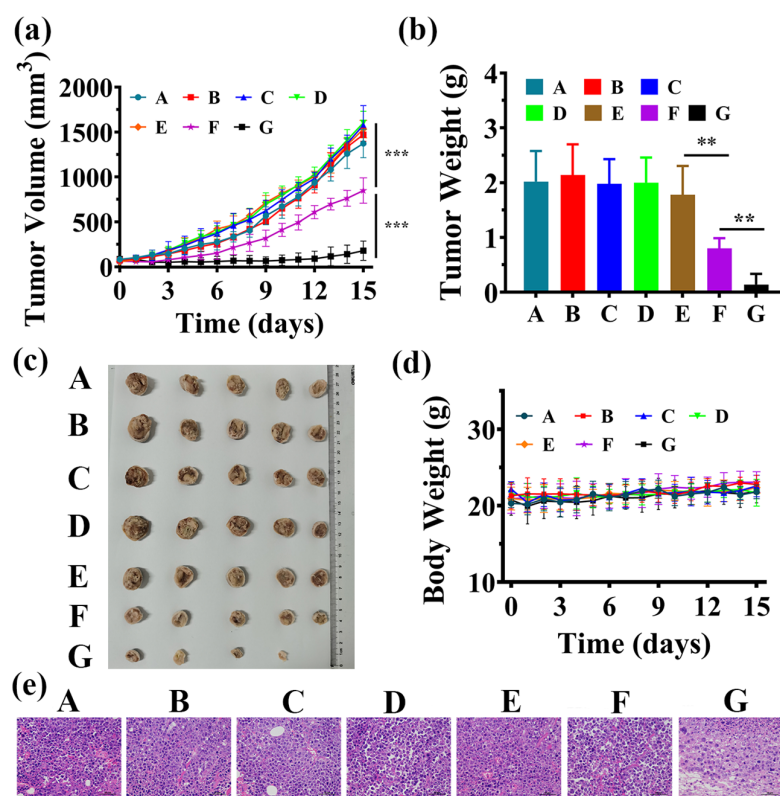 (a)
Tumor Volume (mm³)
2000
1500
1000
500
0
A B C D
E F G
***
***
0 3 6 9 12 15
Time (days)
(b)
Tumor Weight (g)
4
3
2
1
0
A B C
D E F G
**
**
A B C D E F G
(c)
A
B
C
D
E
F
G
(d)
Body Weight (g)
30
20
10
A B C D
E F G
0 3 6 9 12 15
Time (days)
(e)
A B C D E F G